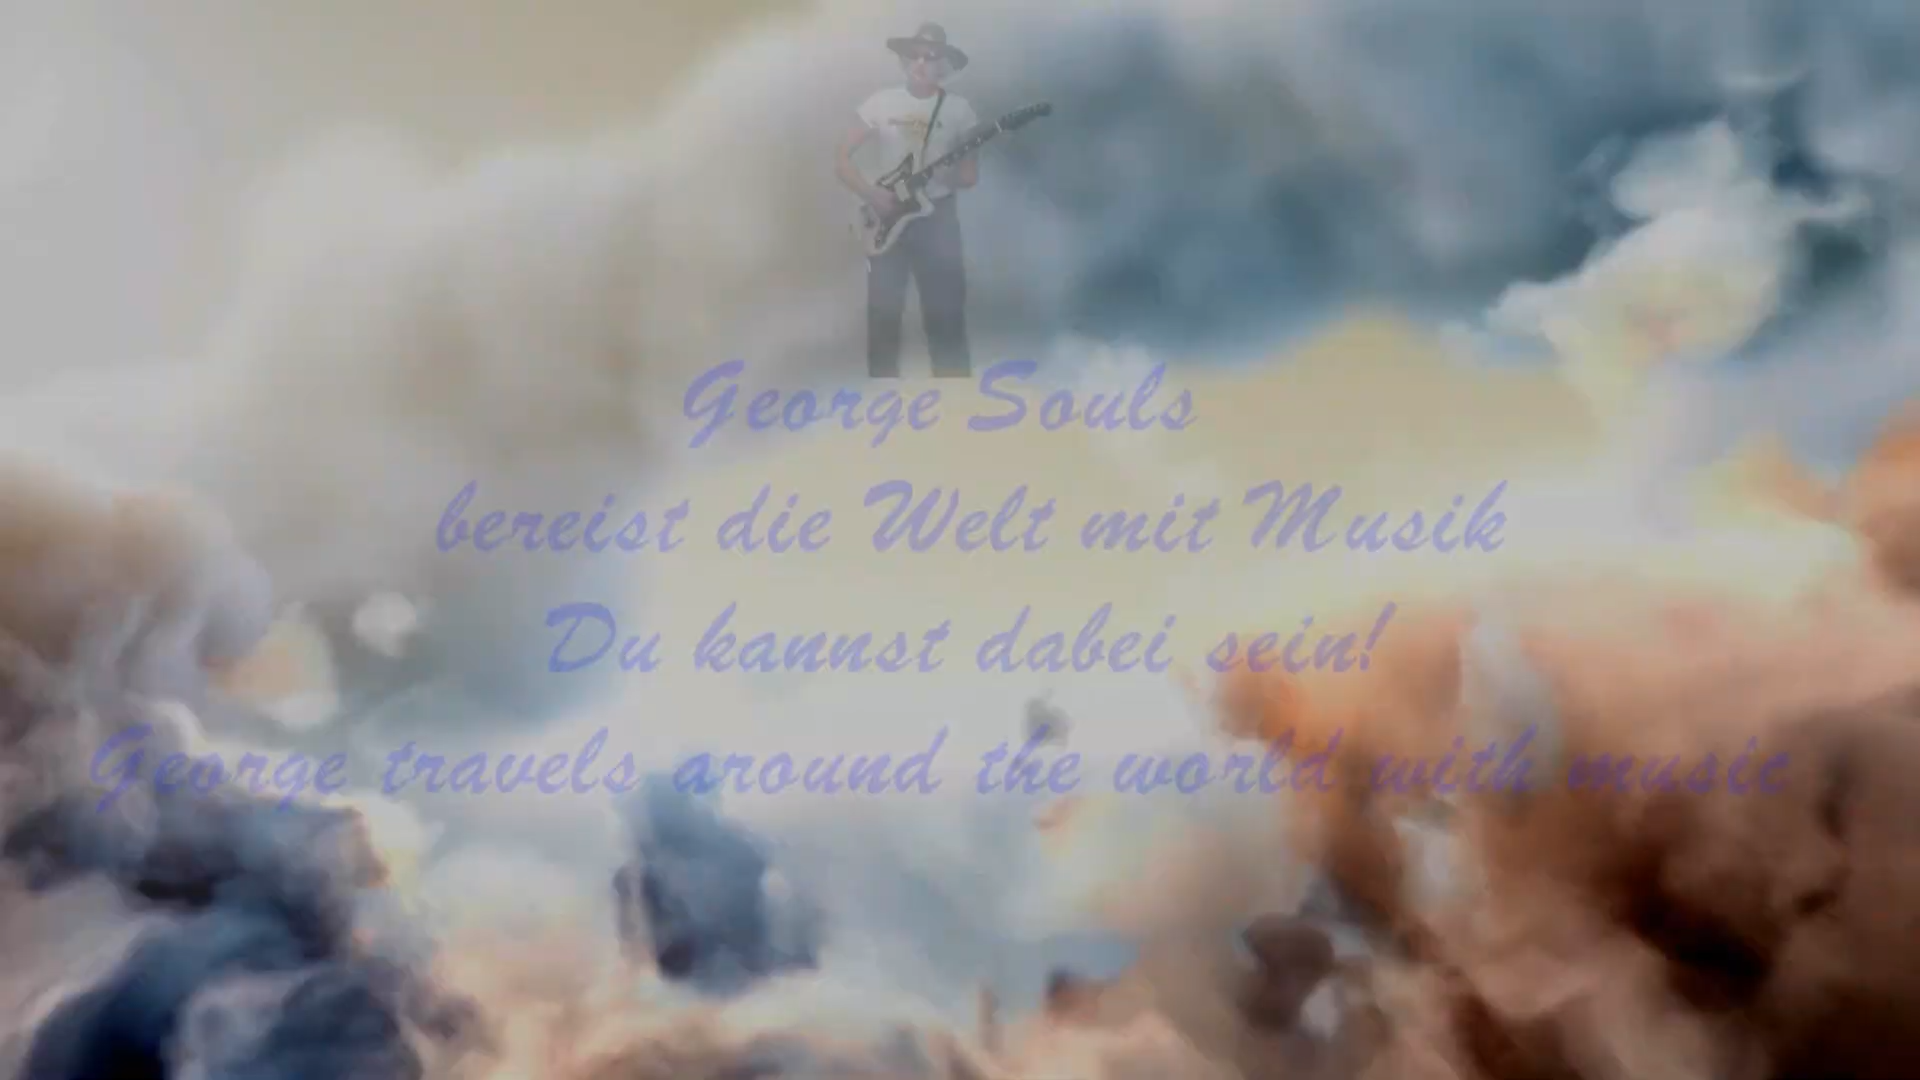 George Souls
bereist die Welt mit Musik
Du kannst dabei sein!
George travels around the world with music